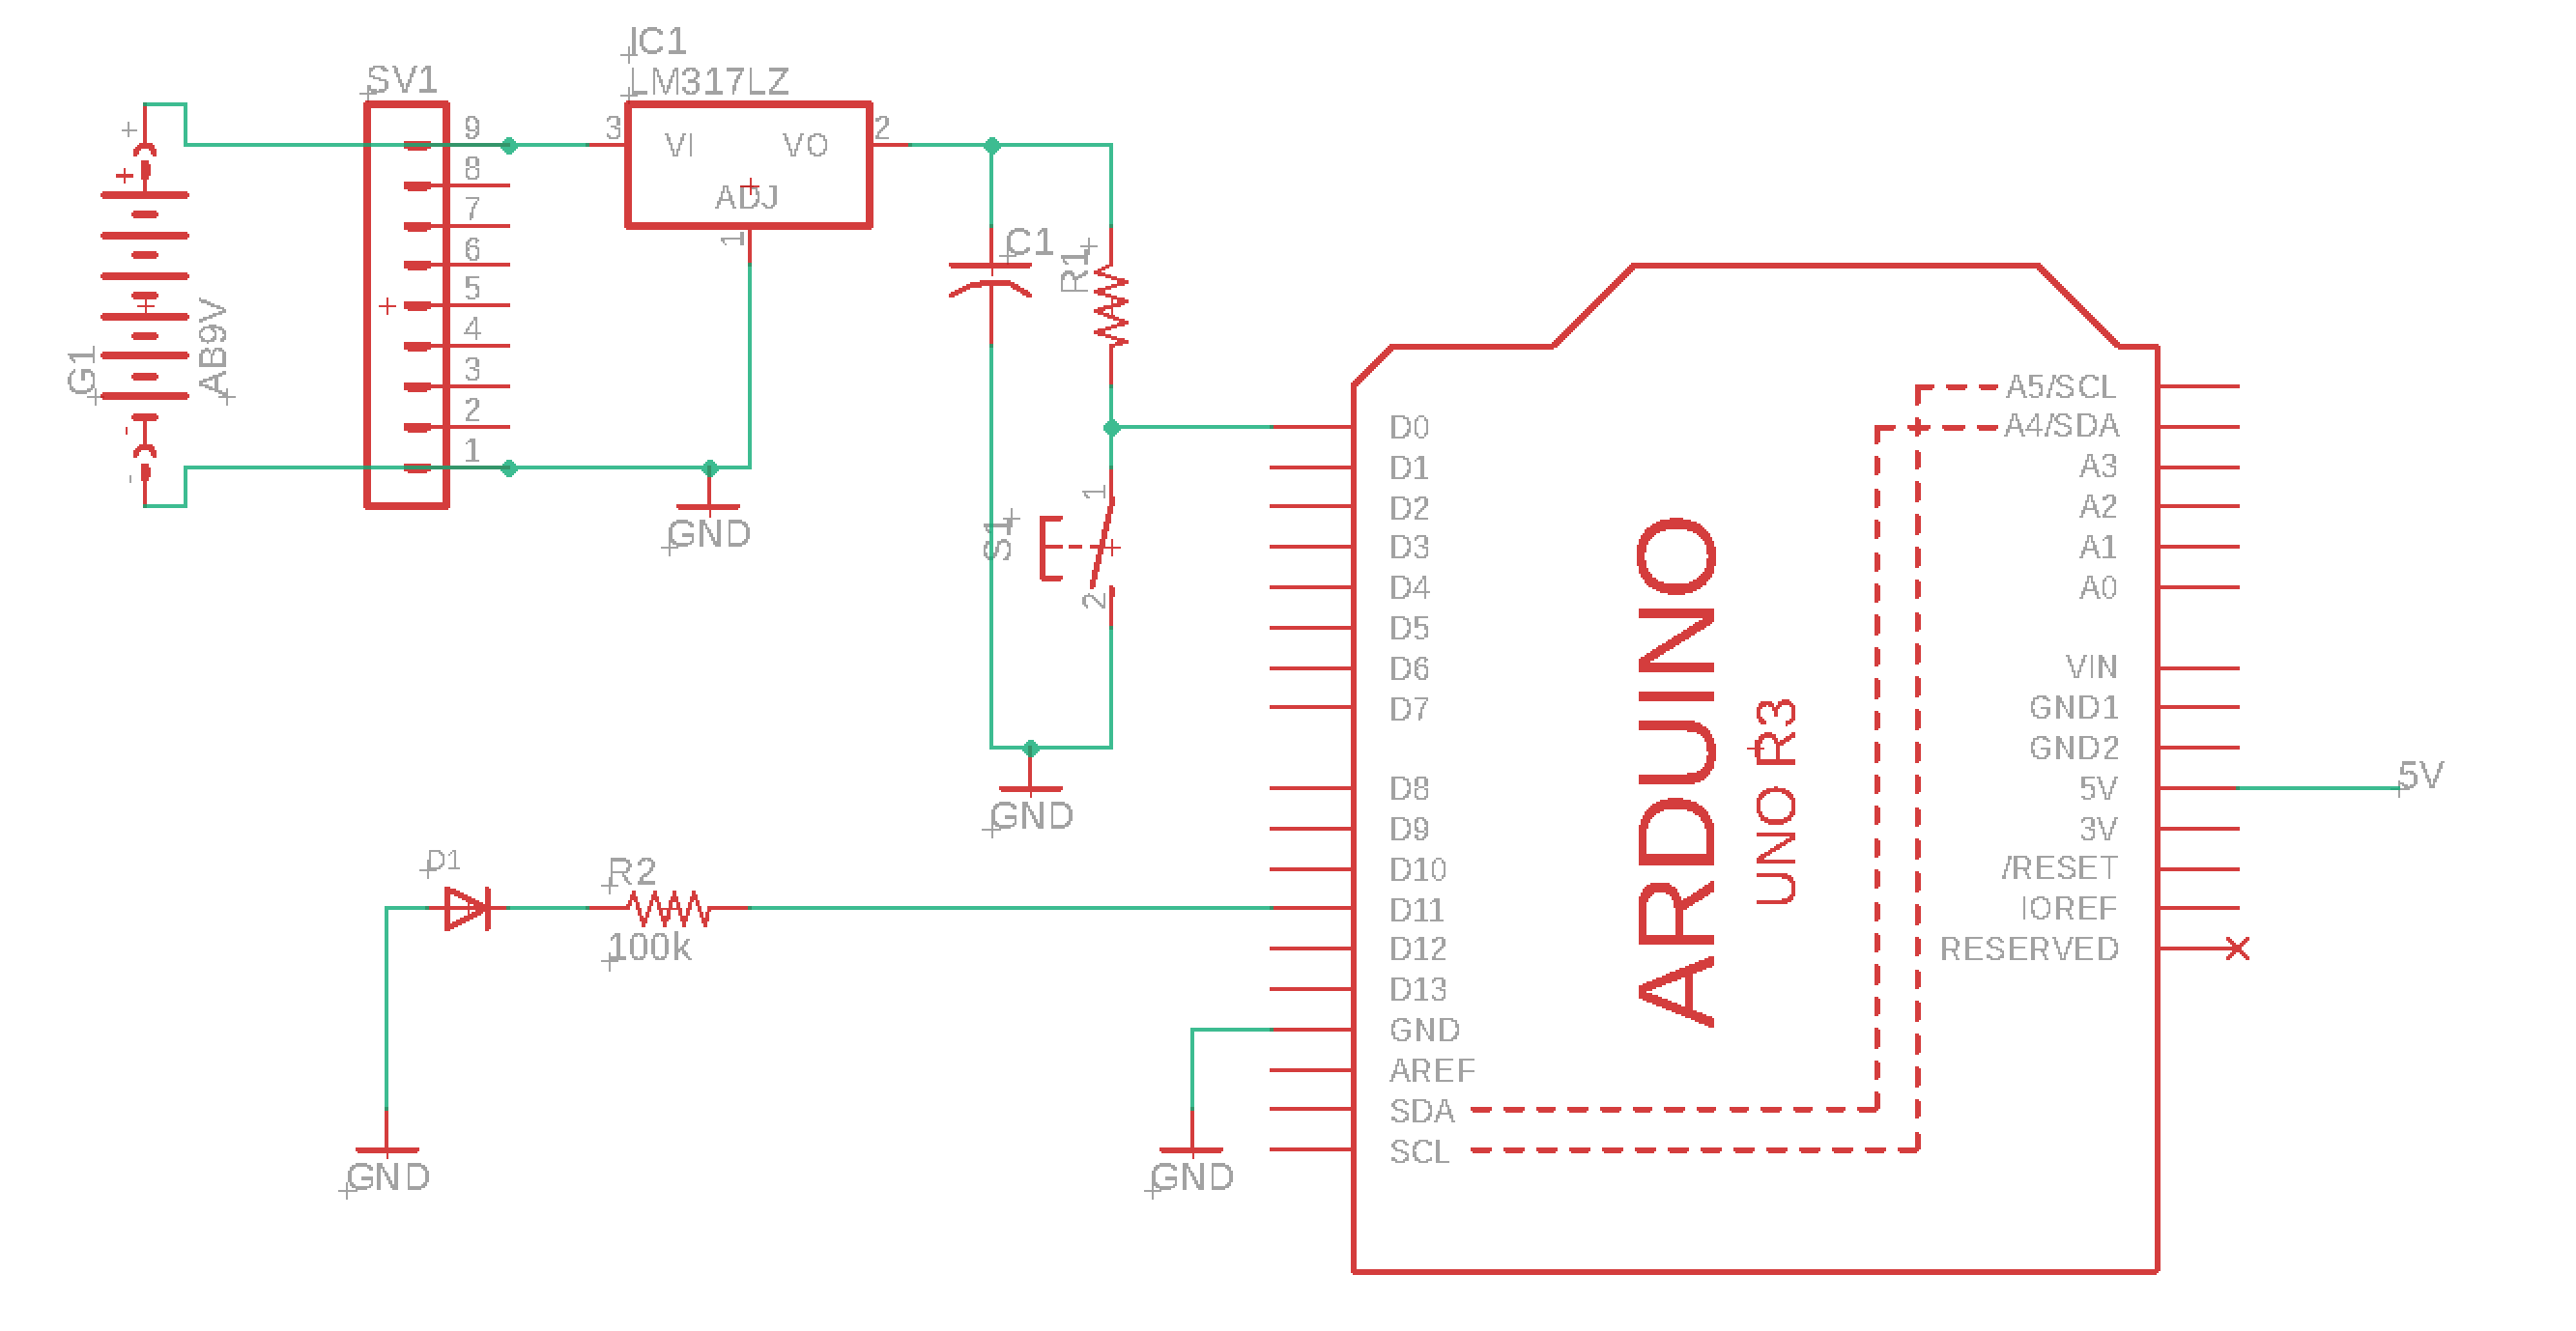 IC1
LM317LZ
SV1
3
VI
VO
2
ADJ
1
9
8
7
6
5
4
3
2
1
+
+
-
-
G1
AB9V
GND
C1
R1
S1
1
2
GND
D1
R2
100k
GND
GND
ARDUINO
UNO R3
D0
D1
D2
D3
D4
D5
D6
D7
D8
D9
D10
D11
D12
D13
GND
AREF
SDA
SCL
A5/SCL
A4/SDA
A3
A2
A1
A0
VIN
GND1
GND2
5V
3V
/RESET
IOREF
RESERVED
5V